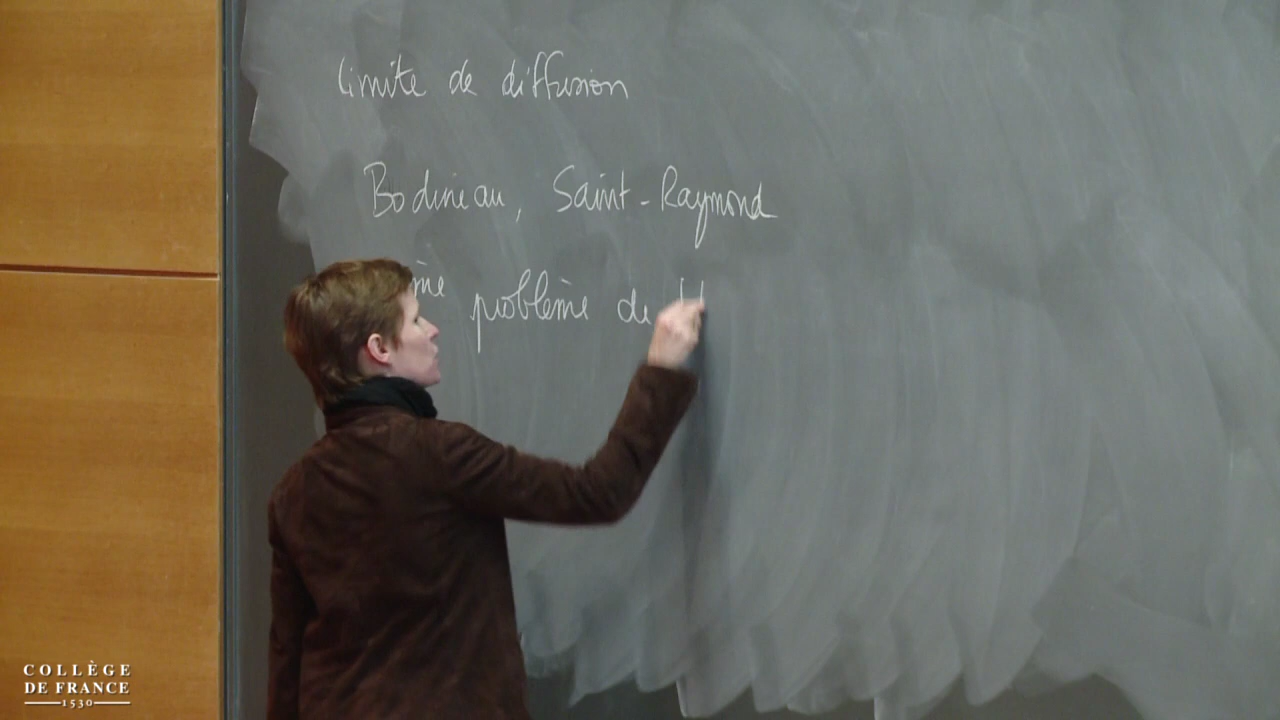 limite de diffusion
Bodineau, Saint-Raymond
problème de
COLLÈGE
DE FRANCE
1530